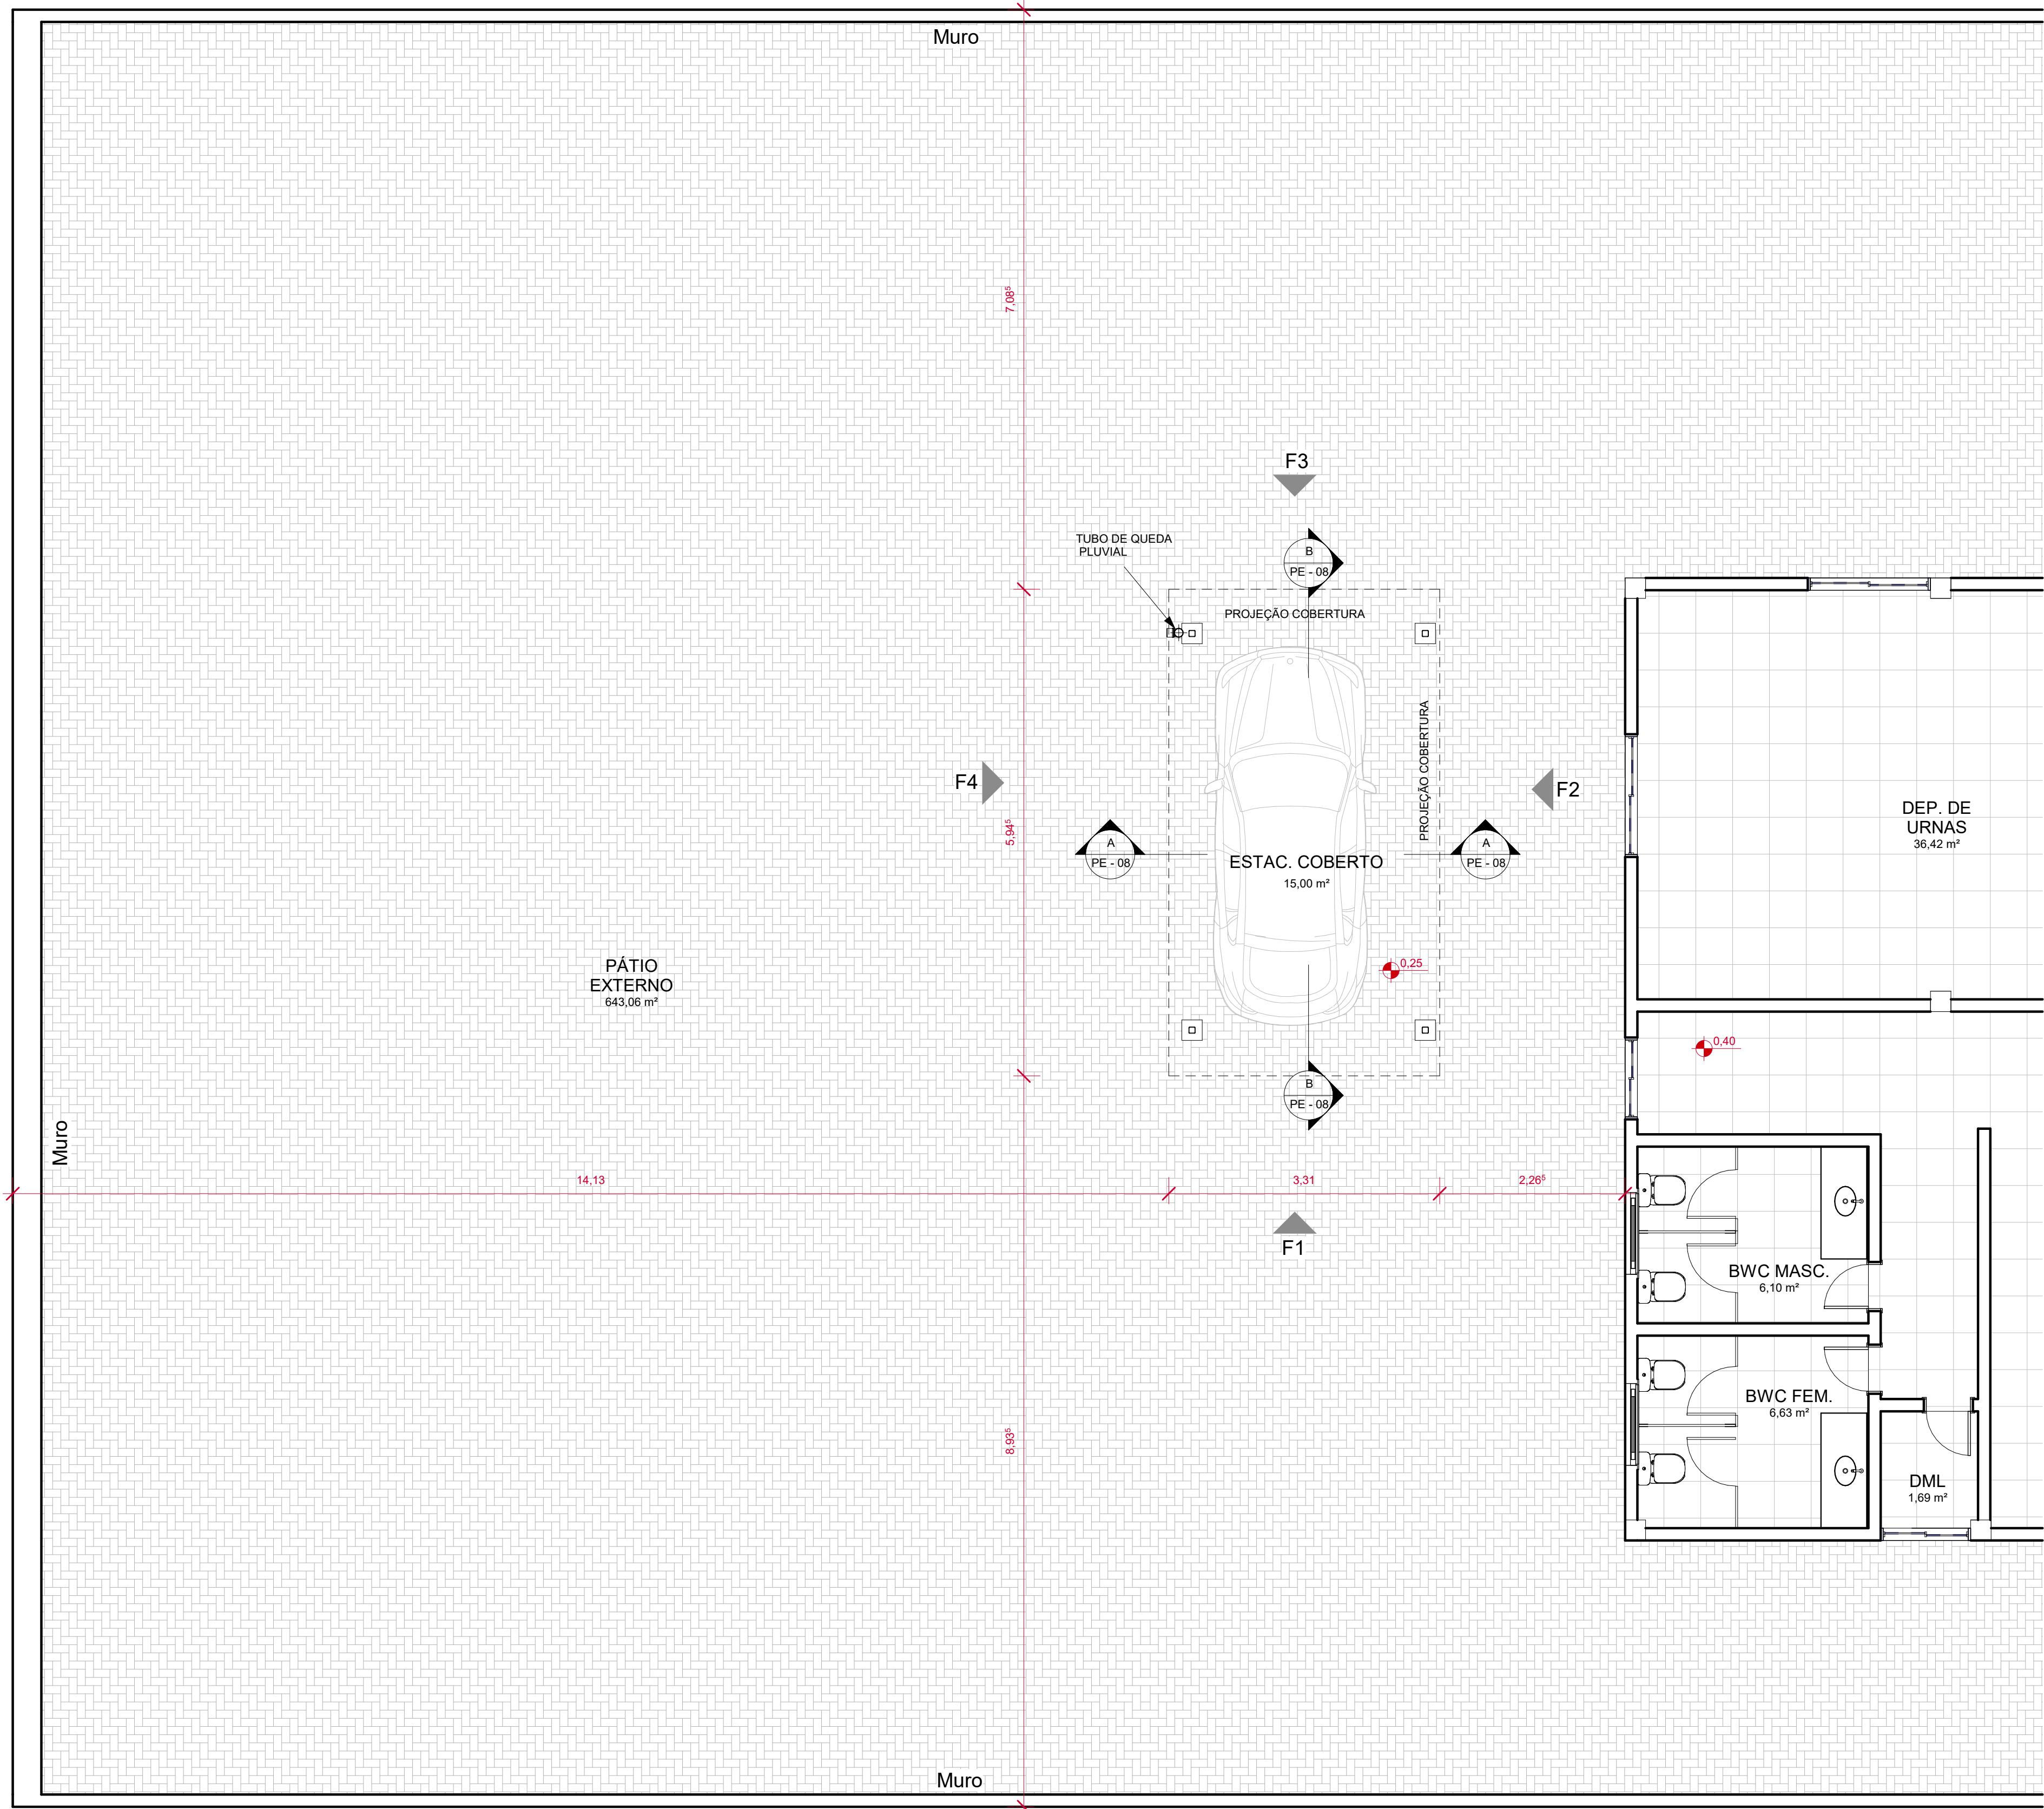 Muro
7,08⁵
F3
TUBO DE QUEDA
PLUVIAL
B
PE - 08
PROJEÇÃO COBERTURA
PROJEÇÃO COBERTURA
F4
F2
5,94⁵
A
PE - 08
A
PE - 08
ESTAC. COBERTO
15,00 m²
DEP. DE
URNAS
36,42 m²
PÁTIO
EXTERNO
643,06 m²
0,25
0,40
B
PE - 08
Muro
14,13
3,31
2,26⁵
F1
BWC MASC.
6,10 m²
BWC FEM.
6,63 m²
8,93⁵
DML
1,69 m²
Muro